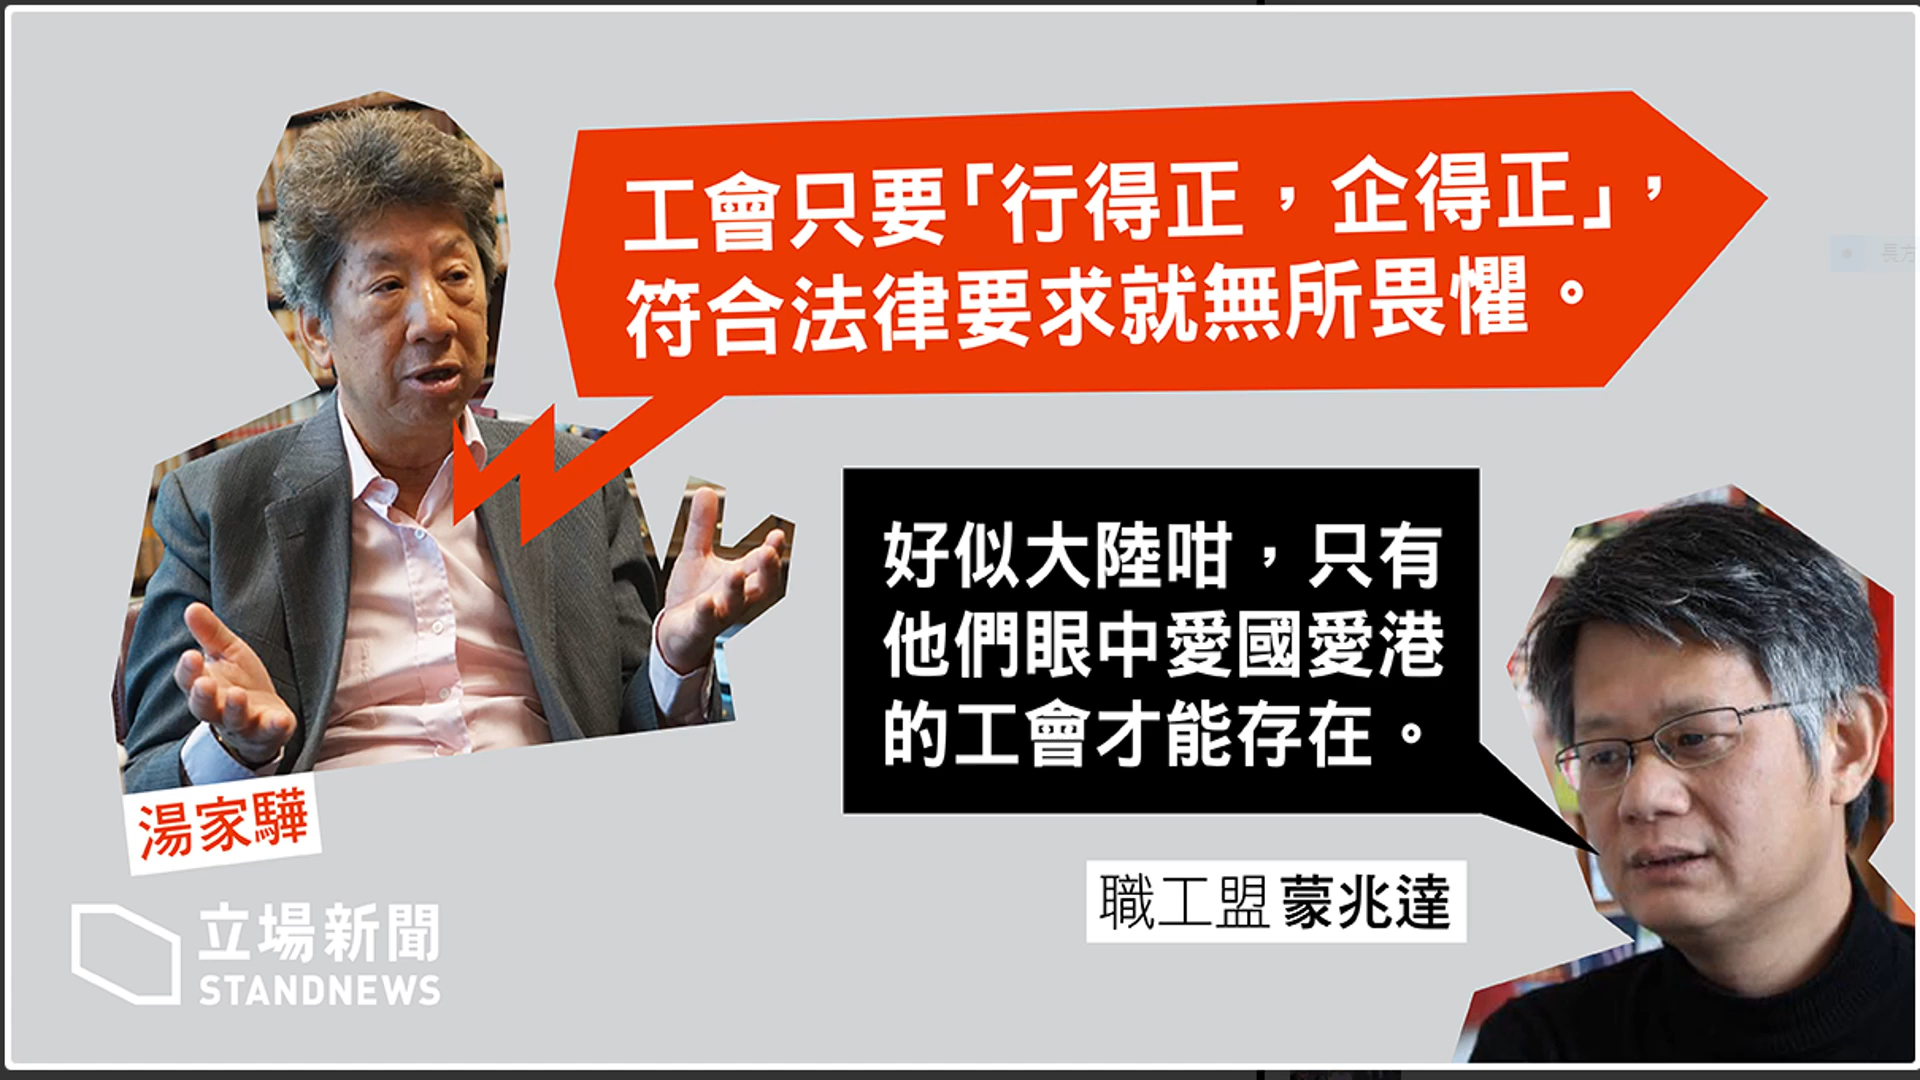 工會只要「行得正，企得正」，
符合法律要求就無所畏懼。
好似大陸咁，只有
他們眼中愛國愛港
的工會才能存在。
湯家驊
職工盟 蒙兆達
立場新聞
STANDNEWS
長方